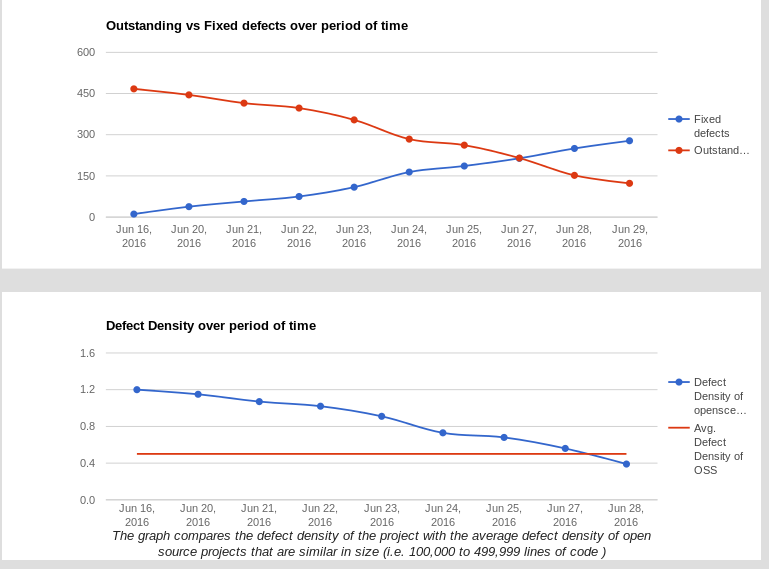 Outstanding vs Fixed defects over period of time
600
450
300
150
0
Jun 16, Jun 20, Jun 21, Jun 22, Jun 23, Jun 24, Jun 25, Jun 27, Jun 28, Jun 29,
2016 2016 2016 2016 2016 2016 2016 2016 2016 2016
Fixed
defects
Outstand...
Defect Density over period of time
1.6
1.2
0.8
0.4
0.0
Jun 16, Jun 20, Jun 21, Jun 22, Jun 23, Jun 24, Jun 25, Jun 27, Jun 28,
2016 2016 2016 2016 2016 2016 2016 2016 2016
Defect
Density of
opensce...
Avg.
Defect
Density of
OSS
The graph compares the defect density of the project with the average defect density of open
source projects that are similar in size (i.e. 100,000 to 499,999 lines of code )